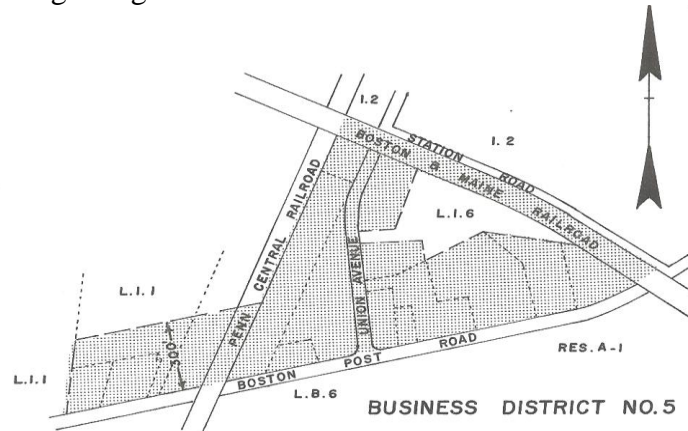 I.2
STATION ROAD
I.2
BOSTON & MAINE RAILROAD
PENN CENTRAL RAILROAD
L.I.6
UNION AVENUE
L.I.1
300'
L.I.1
BOSTON POST ROAD
RES. A-1
L.B.6
BUSINESS DISTRICT NO. 5